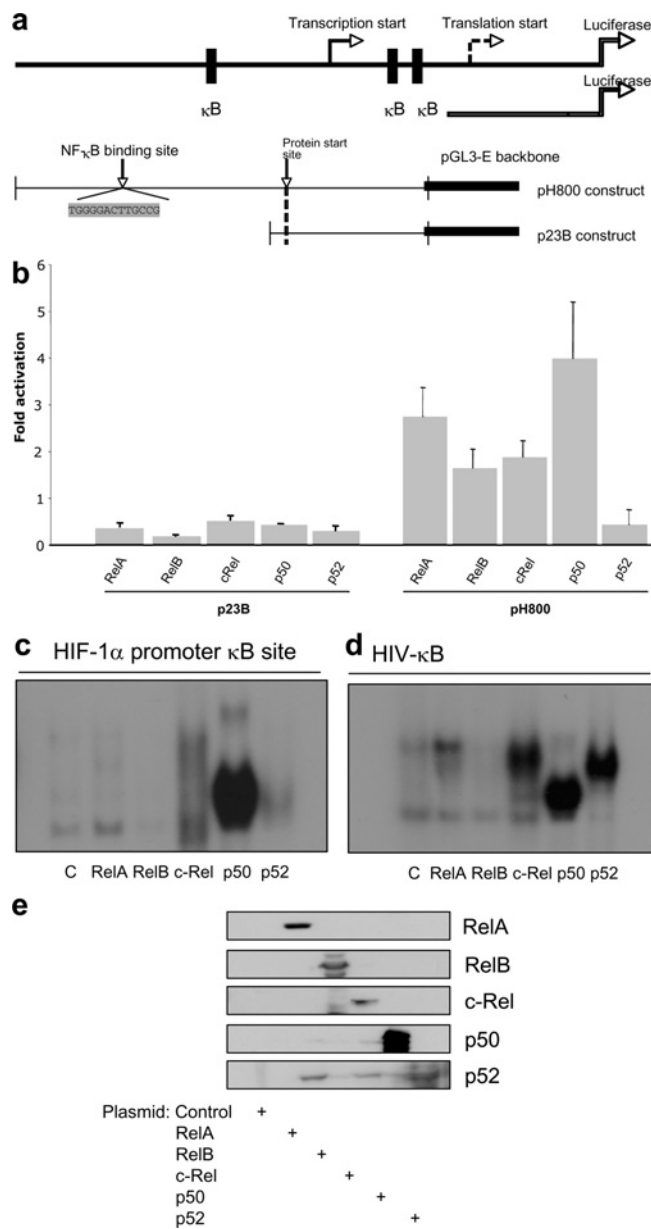 a
Transcription start
Translation start
Luciferase
κB
κB
κB
Luciferase
NFκB binding site
Protein start
site
pGL3-E backbone
TGGGGACTTGCCG
pH800 construct
p23B construct
b
Fold activation
6
5
4
3
2
1
0
RelA
RelB
cRel
p50
p52
RelA
RelB
cRel
p50
p52
p23B
pH800
c
HIF-1α promoter κB site
C RelA RelB c-Rel p50 p52
d
HIV-κB
C RelA RelB c-Rel p50 p52
e
RelA
RelB
c-Rel
p50
p52
Plasmid: Control +
RelA +
RelB +
c-Rel +
p50 +
p52 +